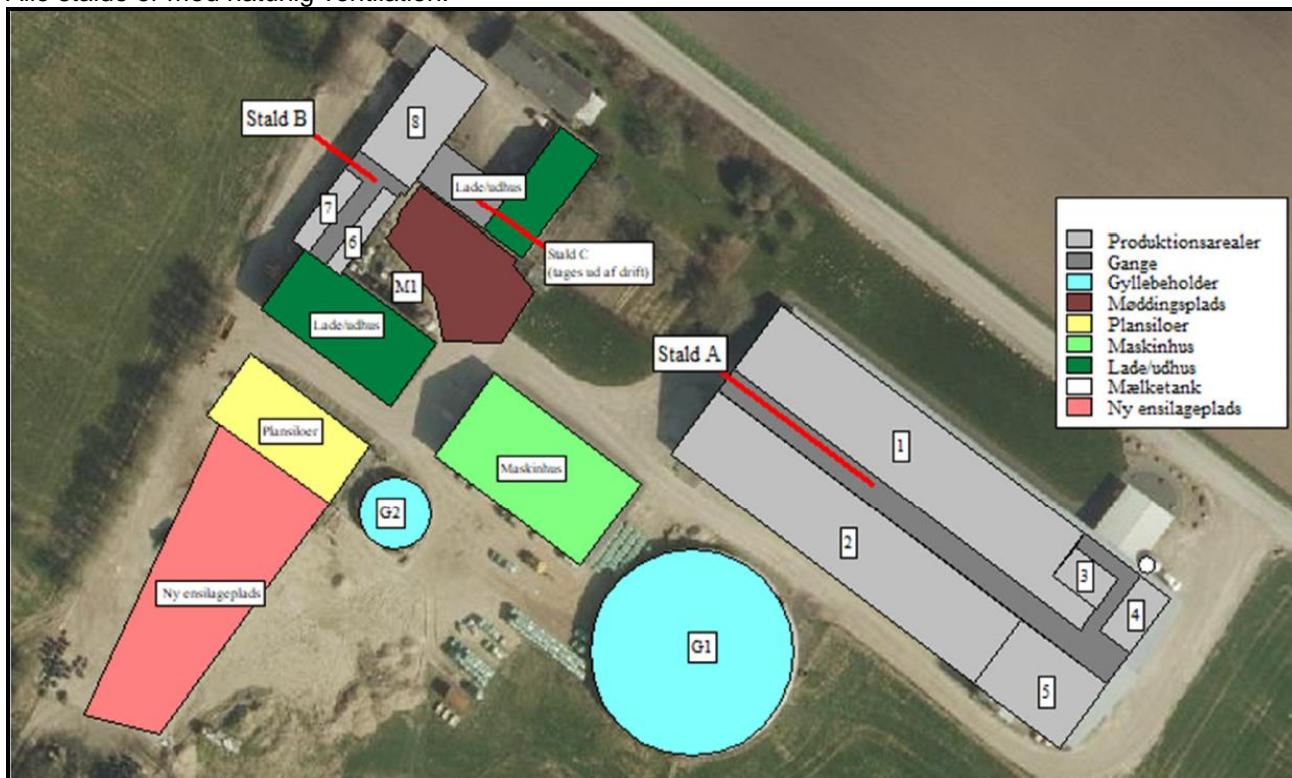 Alle stalde er med naturlig ventilation.
Stald B
8
Lade/udhus
7
6
Stald C
(tages ud af drift)
M1
Lade/udhus
Stald A
Produktionsarealer
Gange
Gyllebeholder
Møddingsplads
Plansiloer
Maskinhus
Lade/udhus
Mælketank
Ny ensilageplads
Plansiloer
1
Maskinhus
G2
2
3
Ny ensilageplads
4
G1
5